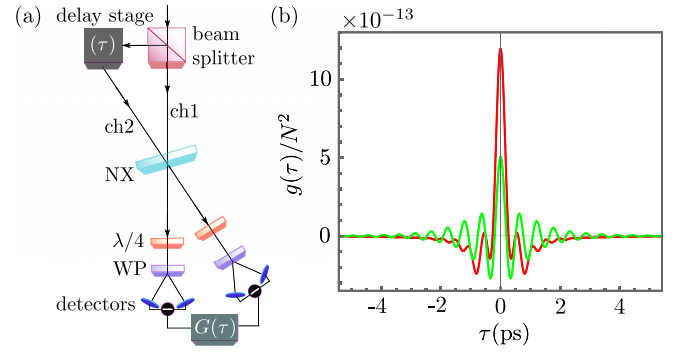 (a)
delay stage
(τ)
beam
splitter
ch1
ch2
NX
λ/4
WP
detectors
G(τ)
(b)
×10⁻¹³
g(τ)/N²
10
5
0
-4
-2
0
2
4
τ(ps)